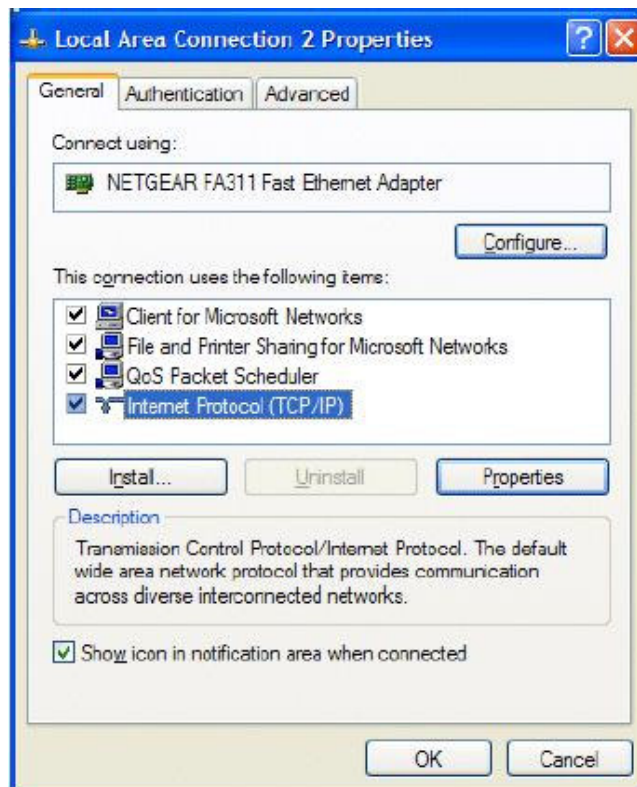 Local Area Connection 2 Properties
?
General Authentication Advanced
Connect using:
NETGEAR FA311 Fast Ethernet Adapter
Configure...
This connection uses the following items:
Client for Microsoft Networks
File and Printer Sharing for Microsoft Networks
QoS Packet Scheduler
Internet Protocol (TCP/IP)
Install... Uninstall Properties
Description
Transmission Control Protocol/Internet Protocol. The default
wide area network protocol that provides communication
across diverse interconnected networks.
Show icon in notification area when connected
OK Cancel